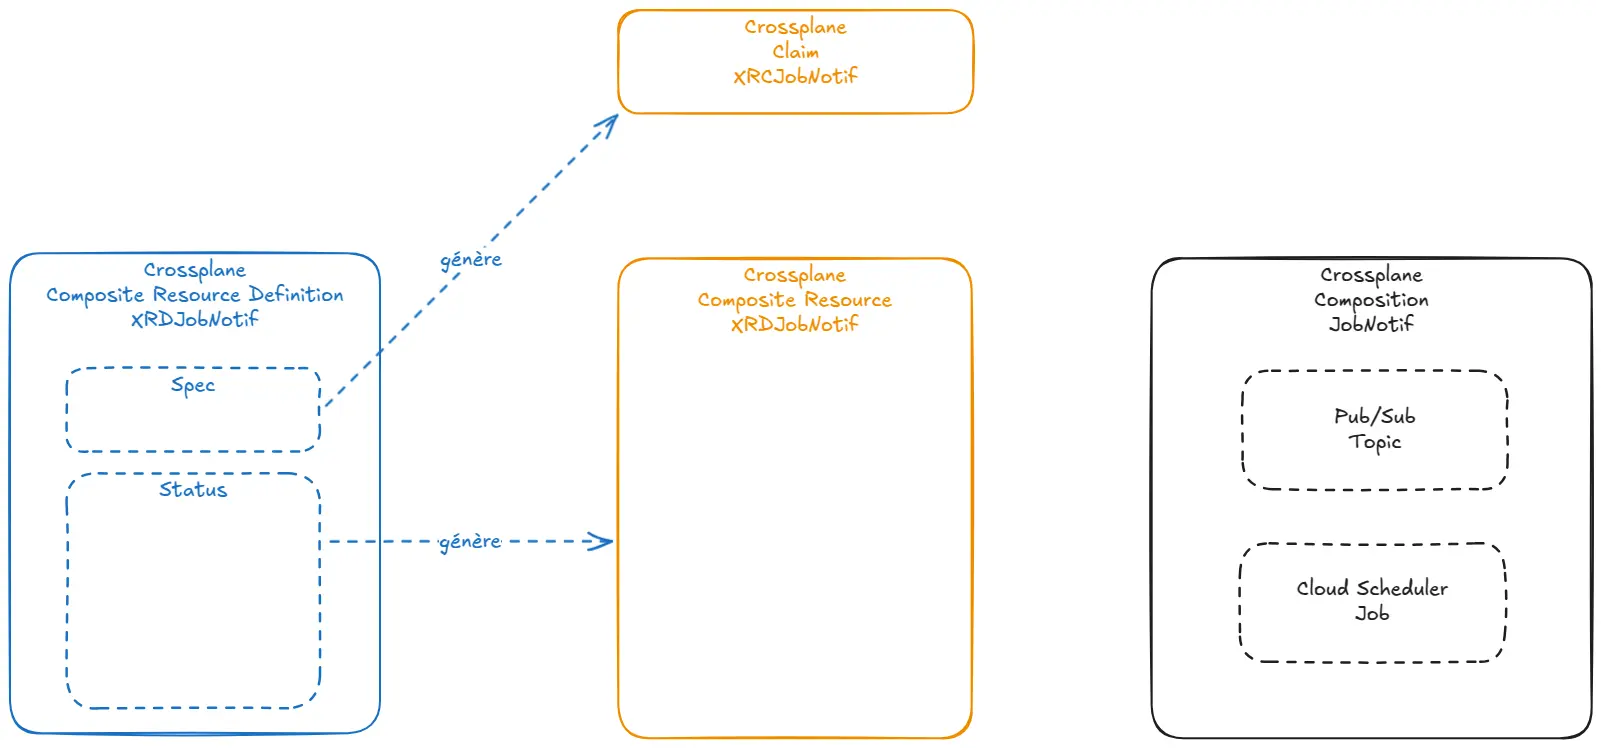 Crossplane
Claim
XRCJobNotif
génère
Crossplane
Composite Resource Definition
XRDJobNotif
Spec
Status
génère
Crossplane
Composite Resource
XRDJobNotif
Crossplane
Composition
JobNotif
Pub/Sub
Topic
Cloud Scheduler
Job